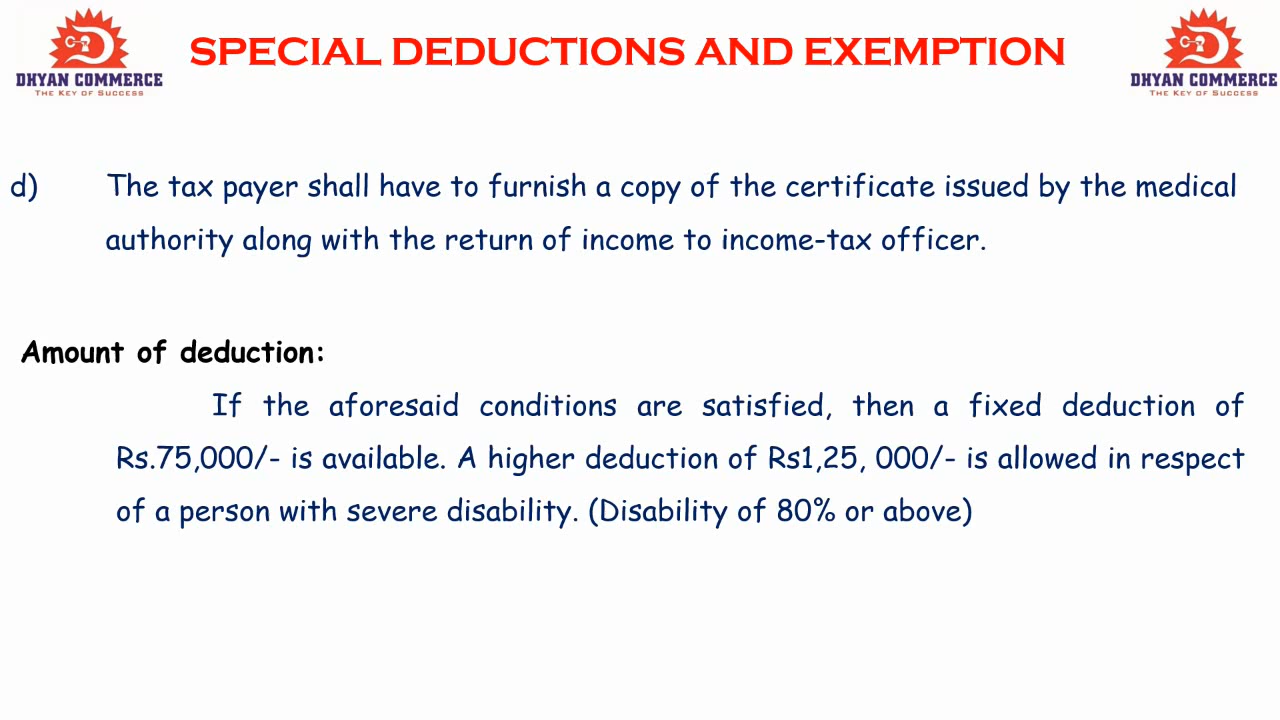 DHYAN COMMERCE
The Key of Success
SPECIAL DEDUCTIONS AND EXEMPTION
DHYAN COMMERCE
The Key of Success
d) The tax payer shall have to furnish a copy of the certificate issued by the medical
authority along with the return of income to income-tax officer.
Amount of deduction:
If the aforesaid conditions are satisfied, then a fixed deduction of
Rs.75,000/- is available. A higher deduction of Rs1,25, 000/- is allowed in respect
of a person with severe disability. (Disability of 80% or above)